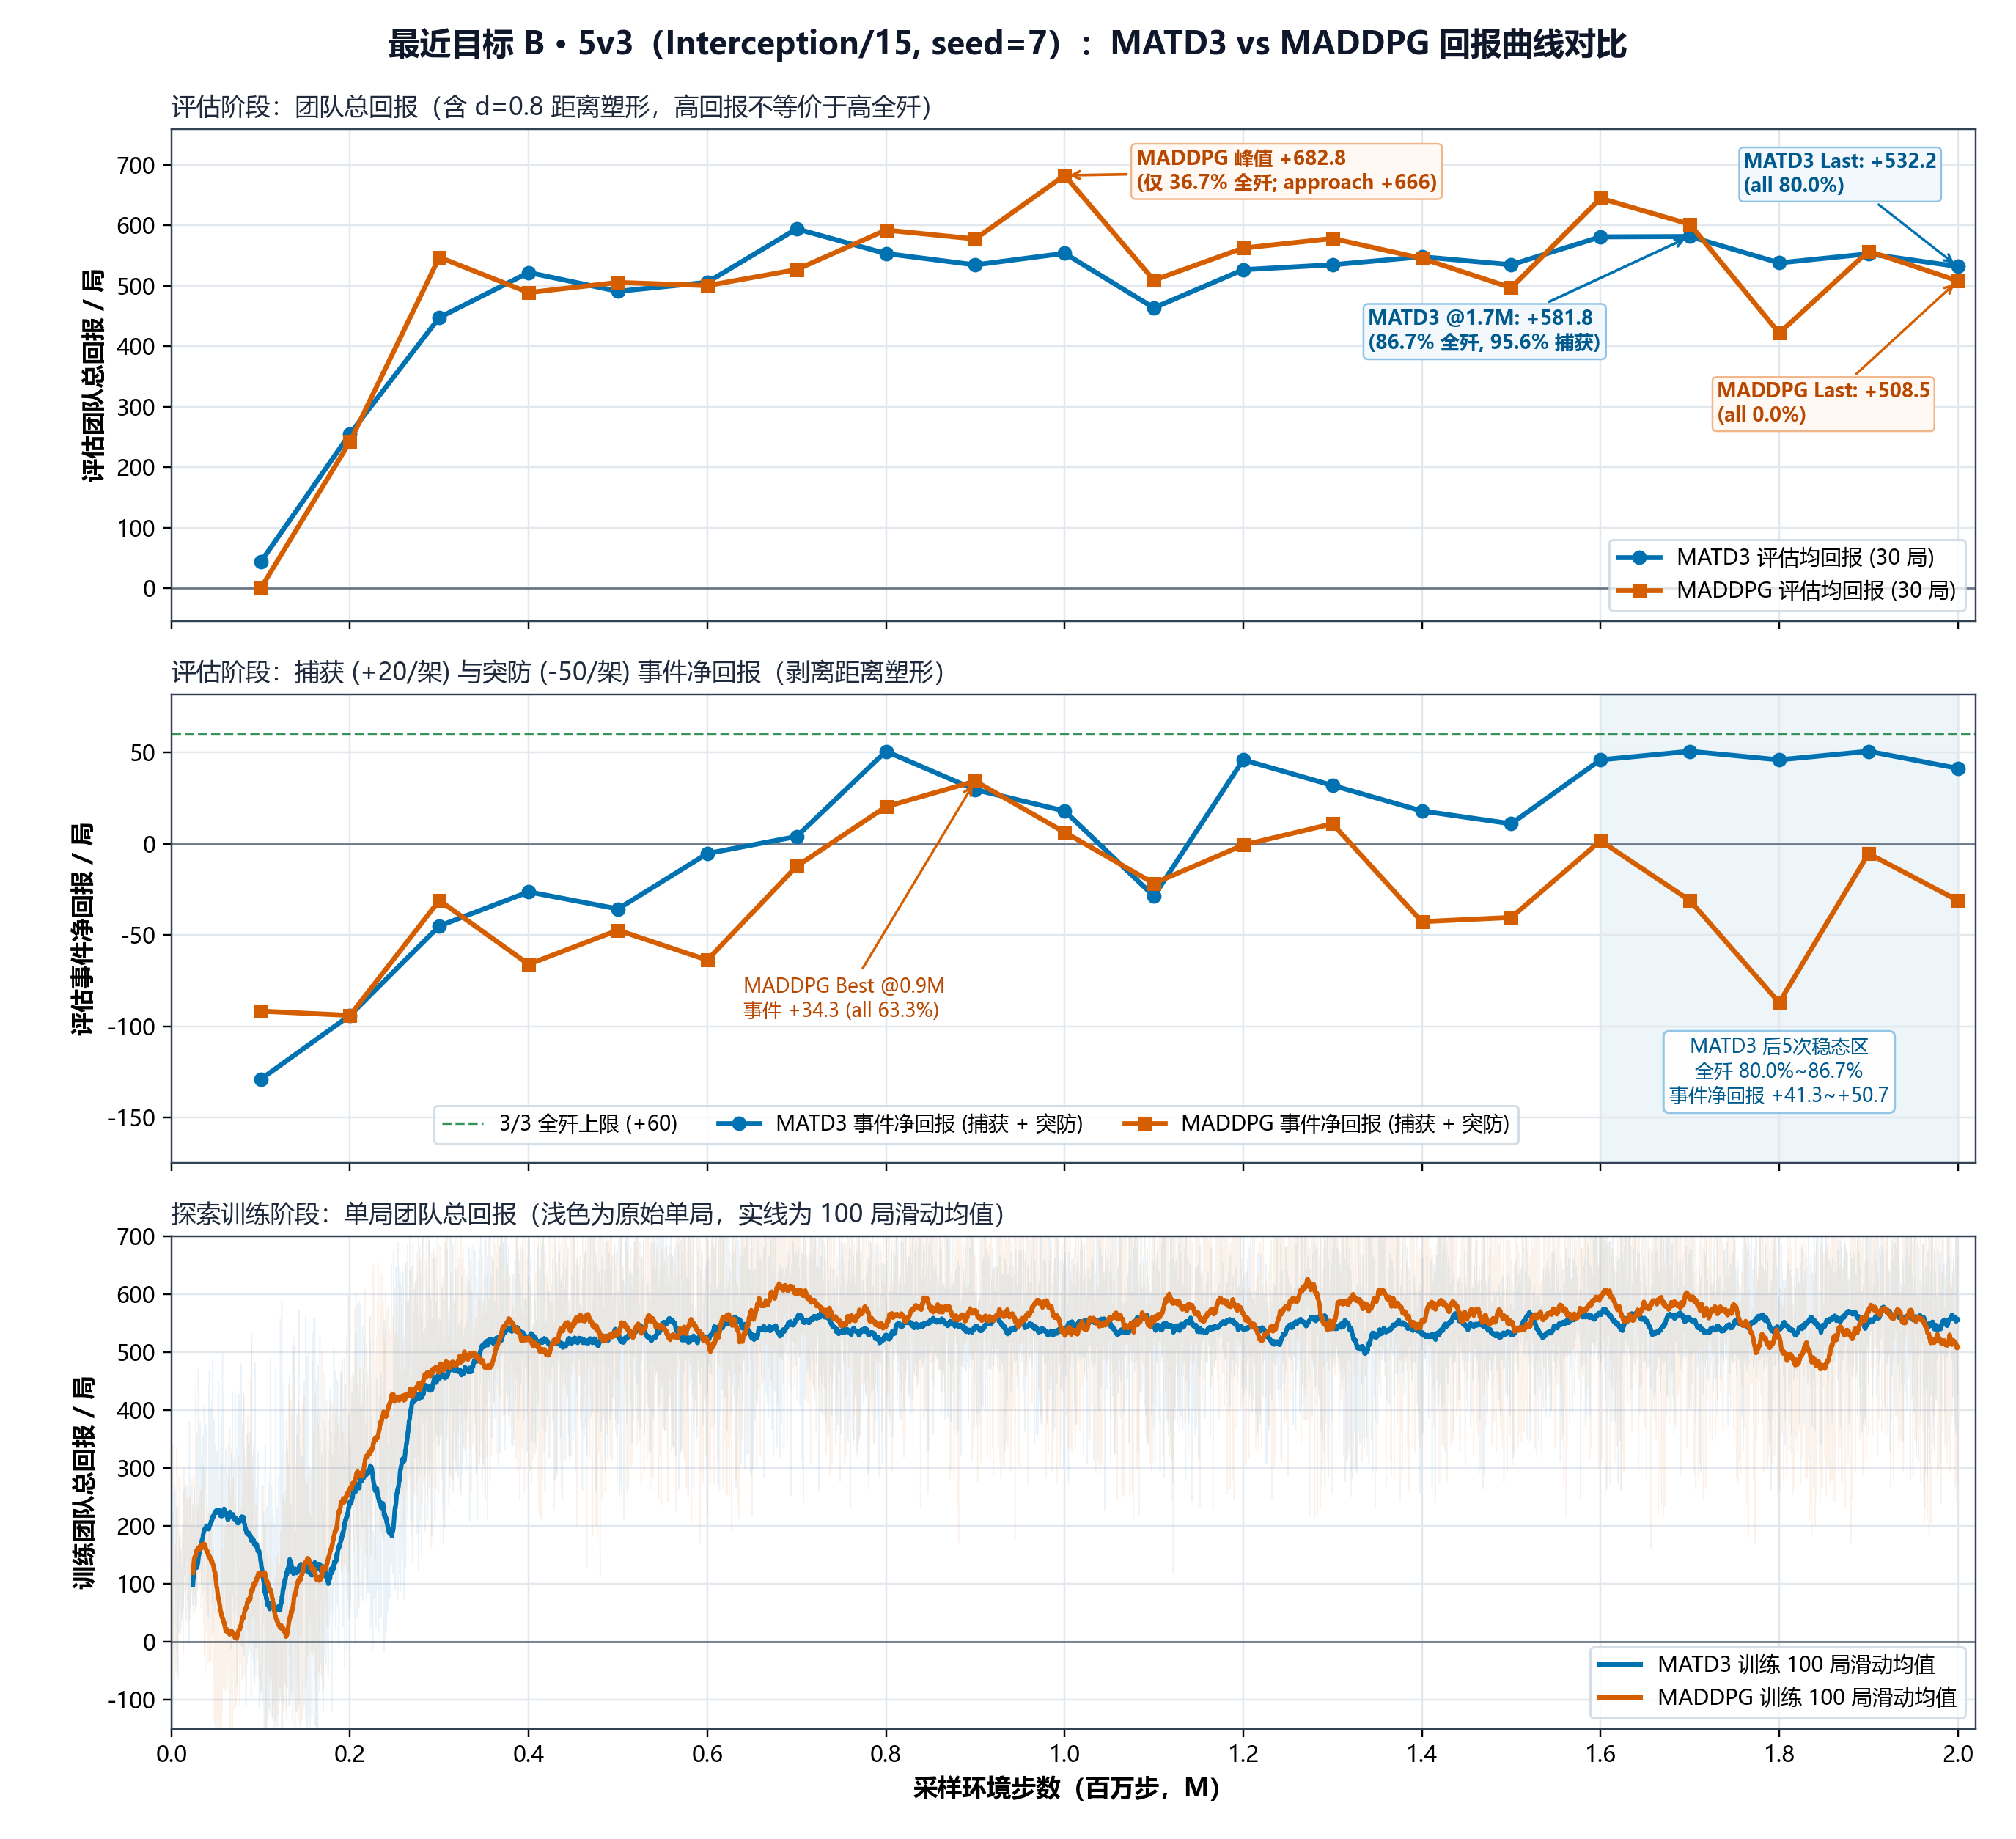 最近目标 B • 5v3（Interception/15, seed=7）：MATD3 vs MADDPG 回报曲线对比
评估阶段：团队总回报（含 d=0.8 距离塑形，高回报不等价于高全歼）
评估团队总回报 / 局
700
600
500
400
300
200
100
0
MADDPG 峰值 +682.8
(仅 36.7% 全歼; approach +666)
MATD3 Last: +532.2
(all 80.0%)
MATD3 @1.7M: +581.8
(86.7% 全歼, 95.6% 捕获)
MADDPG Last: +508.5
(all 0.0%)
MATD3 评估均回报 (30 局)
MADDPG 评估均回报 (30 局)
评估阶段：捕获 (+20/架) 与突防 (-50/架) 事件净回报（剥离距离塑形）
评估事件净回报 / 局
50
0
-50
-100
-150
MADDPG Best @0.9M
事件 +34.3 (all 63.3%)
MATD3 后5次稳态区
全歼 80.0%~86.7%
事件净回报 +41.3~+50.7
3/3 全歼上限 (+60)
MATD3 事件净回报 (捕获 + 突防)
MADDPG 事件净回报 (捕获 + 突防)
探索训练阶段：单局团队总回报（浅色为原始单局，实线为 100 局滑动均值）
训练团队总回报 / 局
700
600
500
400
300
200
100
0
-100
MATD3 训练 100 局滑动均值
MADDPG 训练 100 局滑动均值
0.0 0.2 0.4 0.6 0.8 1.0 1.2 1.4 1.6 1.8 2.0
采样环境步数（百万步，M）